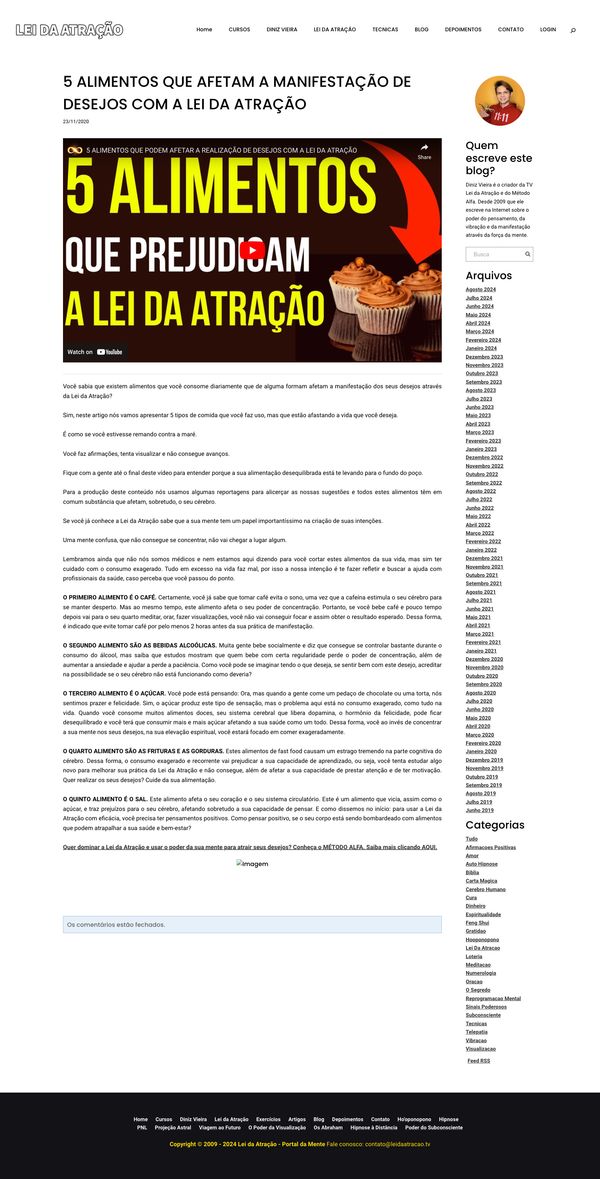 LEI DA ATRAÇÃO
Home CURSOS DINIZ VIEIRA LEI DA ATRAÇÃO TECNICAS BLOG DEPOIMENTOS CONTATO LOGIN
5 ALIMENTOS QUE AFETAM A MANIFESTAÇÃO DE
DESEJOS COM A LEI DA ATRAÇÃO
23/11/2020
5 ALIMENTOS QUE PODEM AFETAR A REALIZAÇÃO DE DESEJOS COM A LEI DA ATRAÇÃO
Share
5 ALIMENTOS
QUE PREJUDICAM
A LEI DA ATRAÇÃO
Watch on YouTube
Você sabia que existem alimentos que você consome diariamente que de alguma formam afetam a manifestação dos seus desejos através
da Lei da Atração?
Sim, neste artigo nós vamos apresentar 5 tipos de comida que você faz uso, mas que estão afastando a vida que você deseja.
É como se você estivesse remando contra a maré.
Você faz afirmações, tenta visualizar e não consegue avanços.
Fique com a gente até o final deste vídeo para entender porque a sua alimentação desequilibrada está te levando para o fundo do poço.
Para a produção deste conteúdo nós usamos algumas reportagens para alicerçar as nossas sugestões e todos estes alimentos têm em
comum substância que afetam, sobretudo, o seu cérebro.
Se você já conhece a Lei da Atração sabe que a sua mente tem um papel importantíssimo na criação de suas intenções.
Uma mente confusa, que não consegue se concentrar, não vai chegar a lugar algum.
Lembramos ainda que não nós somos médicos e nem estamos aqui dizendo para você cortar estes alimentos da sua vida, mas sim ter
cuidado com o consumo exagerado. Tudo em excesso na vida faz mal, por isso a nossa intenção é te fazer refletir e buscar a ajuda com
profissionais da saúde, caso perceba que você passou do ponto.
O PRIMEIRO ALIMENTO É O CAFÉ. Certamente, você já sabe que tomar café evita o sono, uma vez que a cafeína estimula o seu cérebro para
se manter desperto. Mas ao mesmo tempo, este alimento afeta o seu poder de concentração. Portanto, se você bebe café e pouco tempo
depois vai para o seu quarto meditar, orar, fazer visualizações, você não vai conseguir focar e assim obter o resultado esperado. Dessa forma,
é indicado que evite tomar café por pelo menos 2 horas antes da sua prática de manifestação.
O SEGUNDO ALIMENTO SÃO AS BEBIDAS ALCOÓLICAS. Muita gente bebe socialmente e diz que consegue se controlar bastante durante o
consumo do álcool, mas saiba que estudos mostram que quem bebe com certa regularidade perde o poder de concentração, além de
aumentar a ansiedade e ajudar a perde a paciência. Como você pode se imaginar tendo o que deseja, se sentir bem com este desejo, acreditar
na possibilidade se o seu cérebro não está funcionando como deveria?
O TERCEIRO ALIMENTO É O AÇÚCAR. Você pode está pensando: Ora, mas quando a gente come um pedaço de chocolate ou uma torta, nós
sentimos prazer e felicidade. Sim, o açúcar produz este tipo de sensação, mas o problema aqui está no consumo exagerado, como tudo na
vida. Quando você consome muitos alimentos doces, seu sistema cerebral que libera dopamina, o hormônio da felicidade, pode ficar
desequilibrado e você terá que consumir mais e mais açúcar afetando a sua saúde como um todo. Dessa forma, você ao invés de concentrar
a sua mente nos seus desejos, na sua elevação espiritual, você estará focado em comer exageradamente.
O QUARTO ALIMENTO SÃO AS FRITURAS E AS GORDURAS. Estes alimentos de fast food causam um estrago tremendo na parte cognitiva do
cérebro. Dessa forma, o consumo exagerado e recorrente vai prejudicar a sua capacidade de aprendizado, ou seja, você tenta estudar algo
novo para melhorar sua prática da Lei da Atração e não consegue, além de afetar a sua capacidade de prestar atenção e de ter motivação.
Quer realizar os seus desejos? Cuide da sua alimentação.
O QUINTO ALIMENTO É O SAL. Este alimento afeta o seu coração e o seu sistema circulatório. Este é um alimento que vicia, assim como o
açúcar, e traz prejuízos para o seu cérebro, afetando sobretudo a sua capacidade de pensar. E como dissemos no início: para usar a Lei da
Atração com eficácia, você precisa ter pensamentos positivos. Como pensar positivo, se o seu corpo está sendo bombardeado com alimentos
que podem atrapalhar a sua saúde e bem-estar?
Quer dominar a Lei da Atração e usar o poder da sua mente para atrair seus desejos? Conheça o MÉTODO ALFA. Saiba mais clicando AQUI.
Imagem
Os comentários estão fechados.
11:11
Quem
escreve este
blog?
Diniz Vieira é o criador da TV
Lei da Atração e do Método
Alfa. Desde 2009 que ele
escreve na Internet sobre o
poder do pensamento, da
vibração e da manifestação
através da força da mente.
Busca
Arquivos
Agosto 2024
Julho 2024
Junho 2024
Maio 2024
Abril 2024
Março 2024
Fevereiro 2024
Janeiro 2024
Dezembro 2023
Novembro 2023
Outubro 2023
Setembro 2023
Agosto 2023
Julho 2023
Junho 2023
Maio 2023
Abril 2023
Março 2023
Fevereiro 2023
Janeiro 2023
Dezembro 2022
Novembro 2022
Outubro 2022
Setembro 2022
Agosto 2022
Julho 2022
Junho 2022
Maio 2022
Abril 2022
Março 2022
Fevereiro 2022
Janeiro 2022
Dezembro 2021
Novembro 2021
Outubro 2021
Setembro 2021
Agosto 2021
Julho 2021
Junho 2021
Maio 2021
Abril 2021
Março 2021
Fevereiro 2021
Janeiro 2021
Dezembro 2020
Novembro 2020
Outubro 2020
Setembro 2020
Agosto 2020
Julho 2020
Junho 2020
Maio 2020
Abril 2020
Março 2020
Fevereiro 2020
Janeiro 2020
Dezembro 2019
Novembro 2019
Outubro 2019
Setembro 2019
Agosto 2019
Julho 2019
Junho 2019
Categorias
Tudo
Afirmacoes Positivas
Amor
Auto Hipnose
Biblia
Carta Magica
Cerebro Humano
Cura
Dinheiro
Espiritualidade
Feng Shui
Gratidao
Hooponopono
Lei Da Atracao
Loteria
Meditacao
Numerologia
Oracao
O Segredo
Reprogramacao Mental
Sinais Poderosos
Subconsciente
Tecnicas
Telepatia
Vibracao
Visualizacao
Feed RSS
Home Cursos Diniz Vieira Lei da Atração Exercícios Artigos Blog Depoimentos Contato Ho'oponopono Hipnose
PNL Projeção Astral Viagem ao Futuro O Poder da Visualização Os Abraham Hipnose à Distância Poder do Subconsciente
Copyright © 2009 - 2024 Lei da Atração - Portal da Mente Fale conosco: contato@leidaatracao.tv